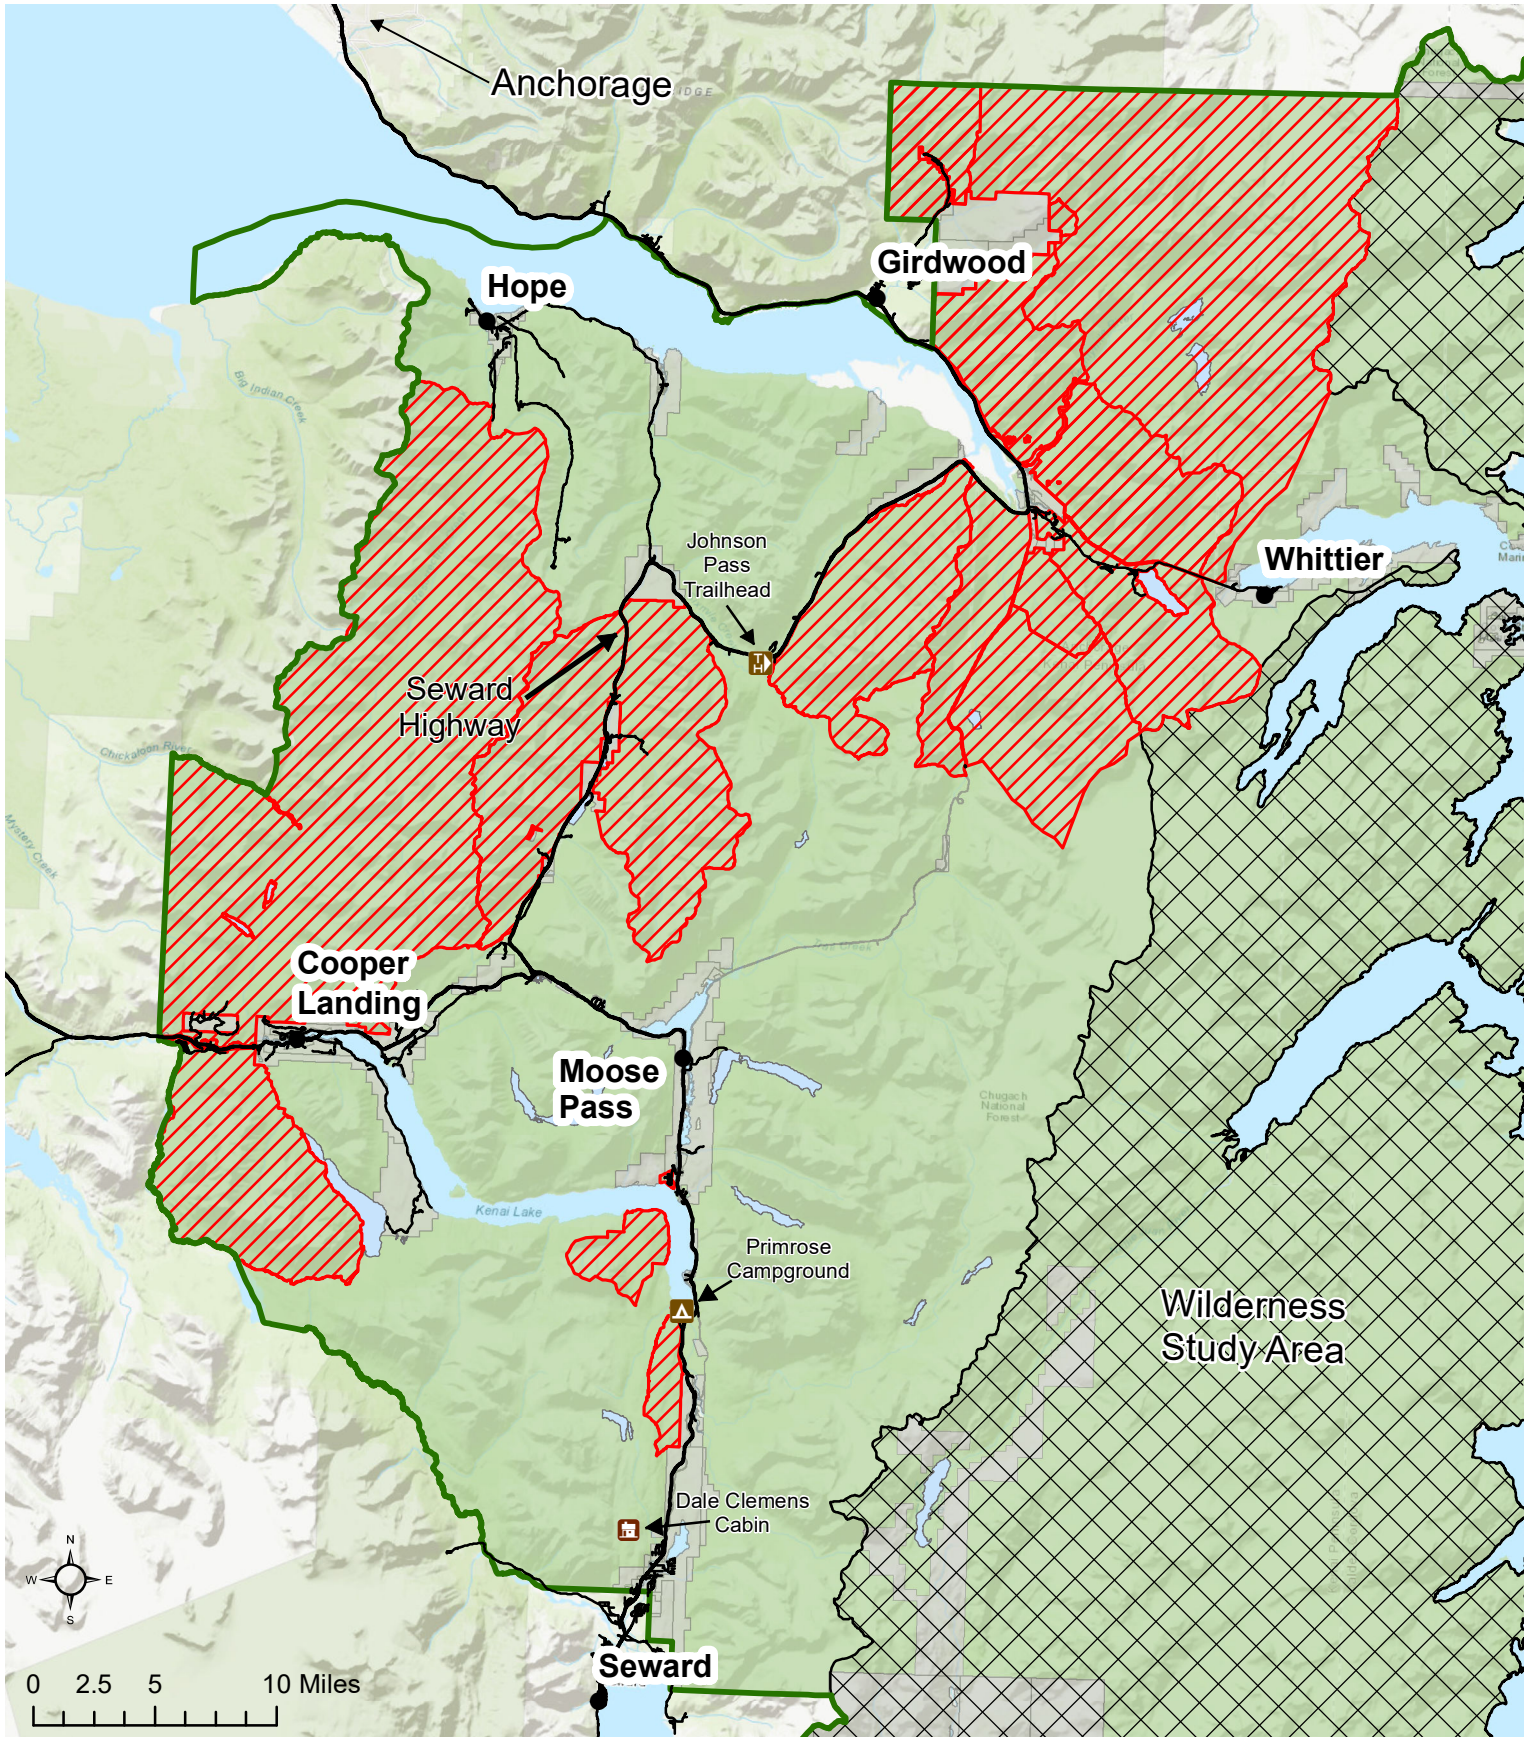 Anchorage
Girdwood
Hope
Big Indian Creek
Johnson
Pass
Trailhead
TH
Whittier
Seward
Highway
Chickaloon River
Mystery Creek
Cooper
Landing
Moose
Pass
Chugach
National
Forest
Kenai Lake
Primrose
Campground
Wilderness
Study Area
Dale Clemens
Cabin
N
W E
S
Seward
0 2.5 5 10 Miles